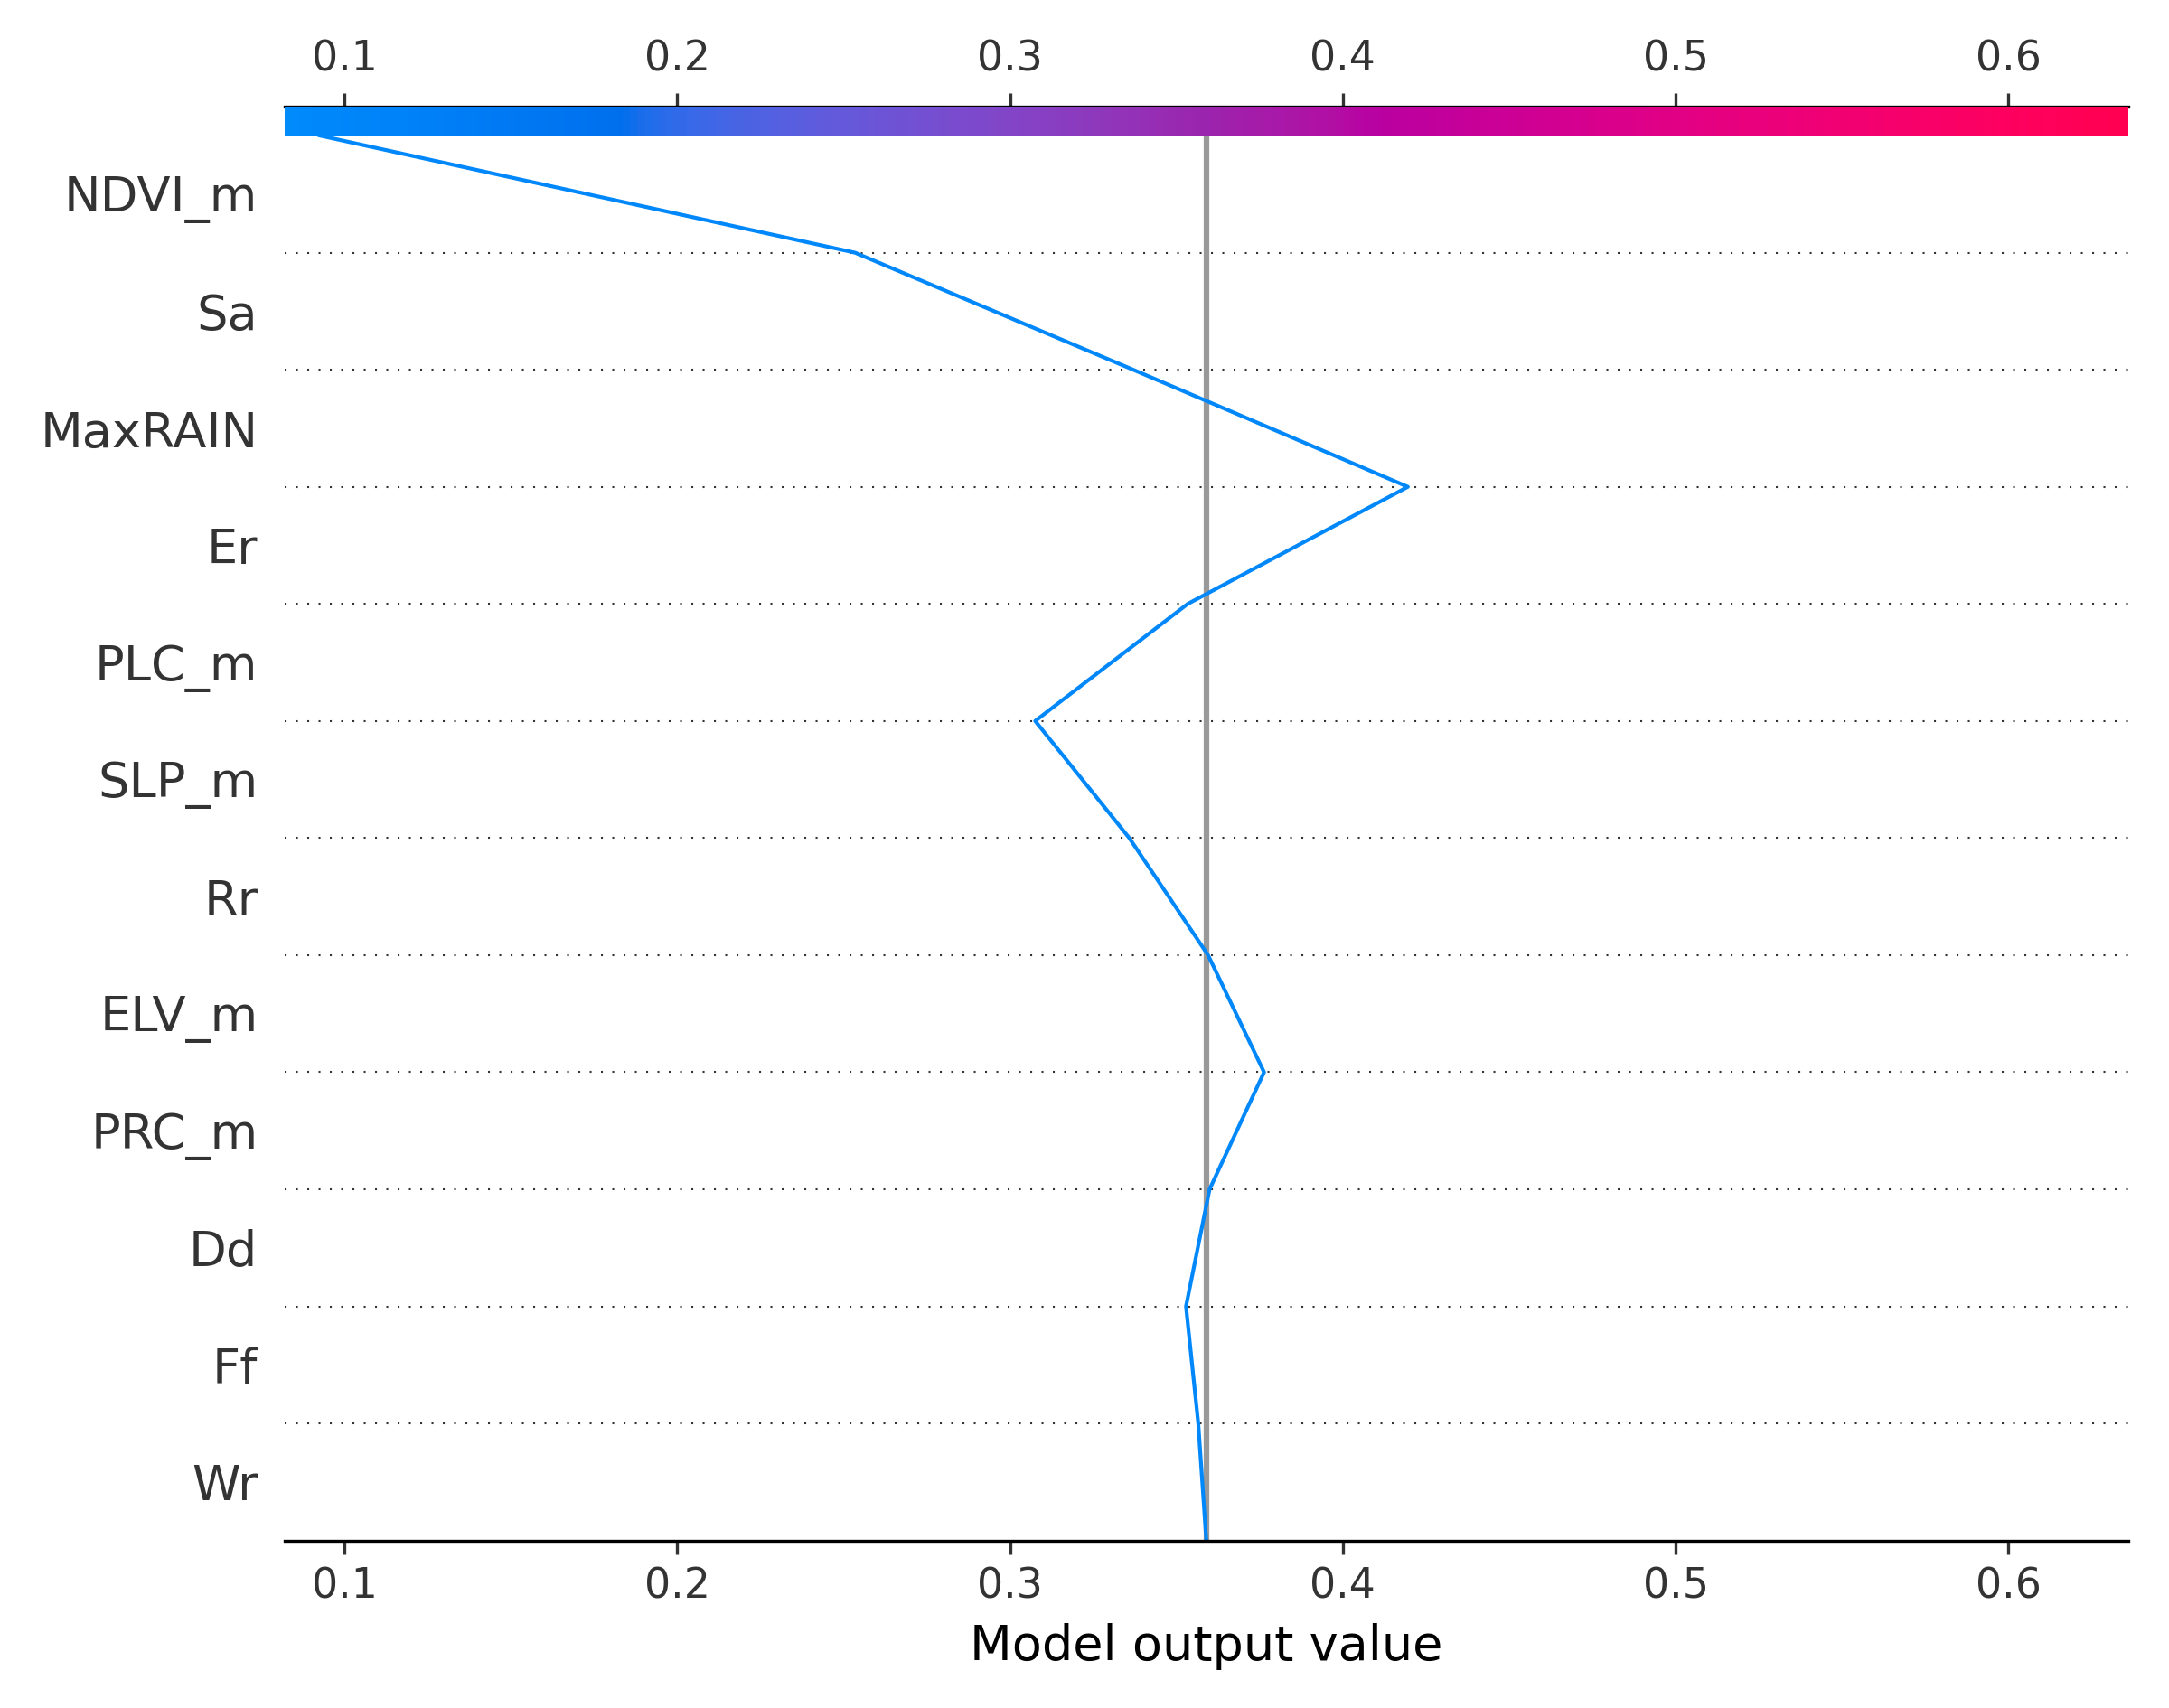 0.1 0.2 0.3 0.4 0.5 0.6
NDVI_m
Sa
MaxRAIN
Er
PLC_m
SLP_m
Rr
ELV_m
PRC_m
Dd
Ff
Wr
0.1 0.2 0.3 0.4 0.5 0.6
Model output value